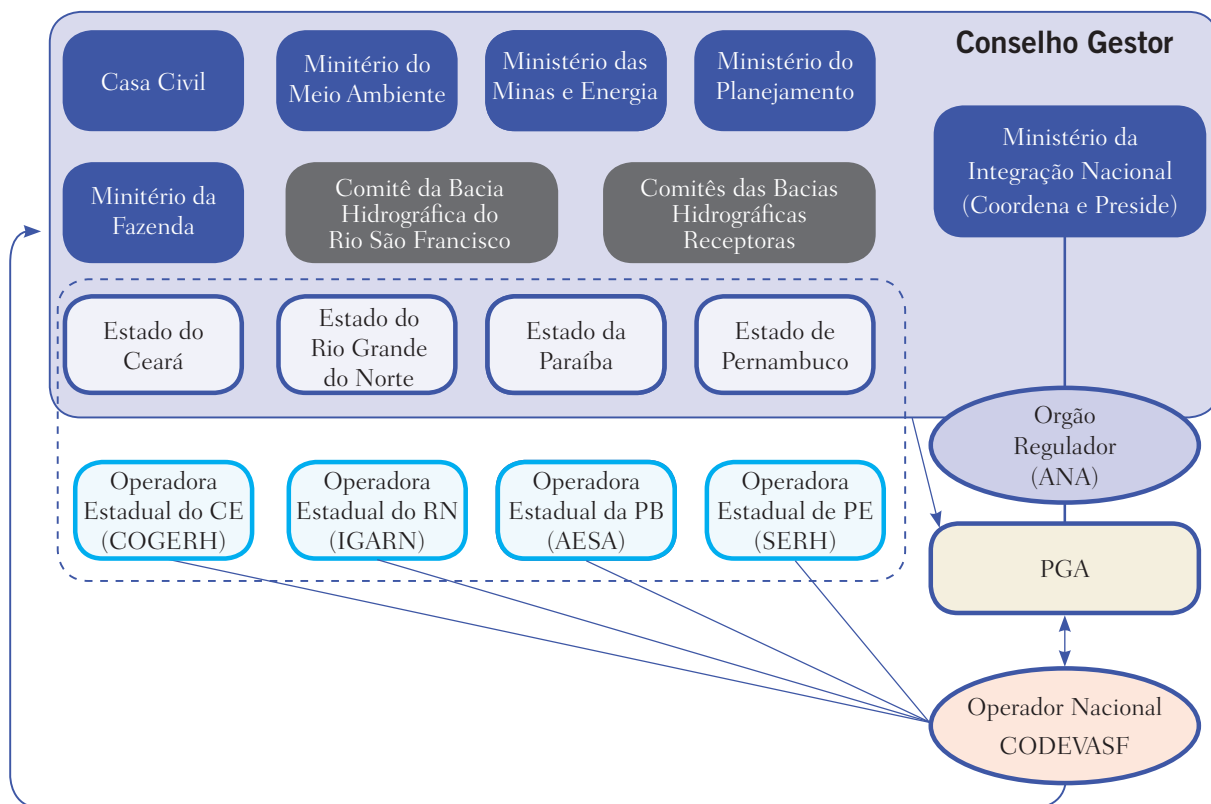 Conselho Gestor
Casa Civil
Minitério do
Meio Ambiente
Ministério das
Minas e Energia
Ministério do
Planejamento
Ministério da
Integração Nacional
(Coordena e Preside)
Minitério da
Fazenda
Comitê da Bacia
Hidrográfica do
Rio São Francisco
Comitês das Bacias
Hidrográficas
Receptoras
Estado do
Ceará
Estado do
Rio Grande
do Norte
Estado da
Paraíba
Estado de
Pernambuco
Orgão
Regulador
(ANA)
Operadora
Estadual do CE
(COGERH)
Operadora
Estadual do RN
(IGARN)
Operadora
Estadual da PB
(AESA)
Operadora
Estadual de PE
(SERH)
PGA
Operador Nacional
CODEVASF